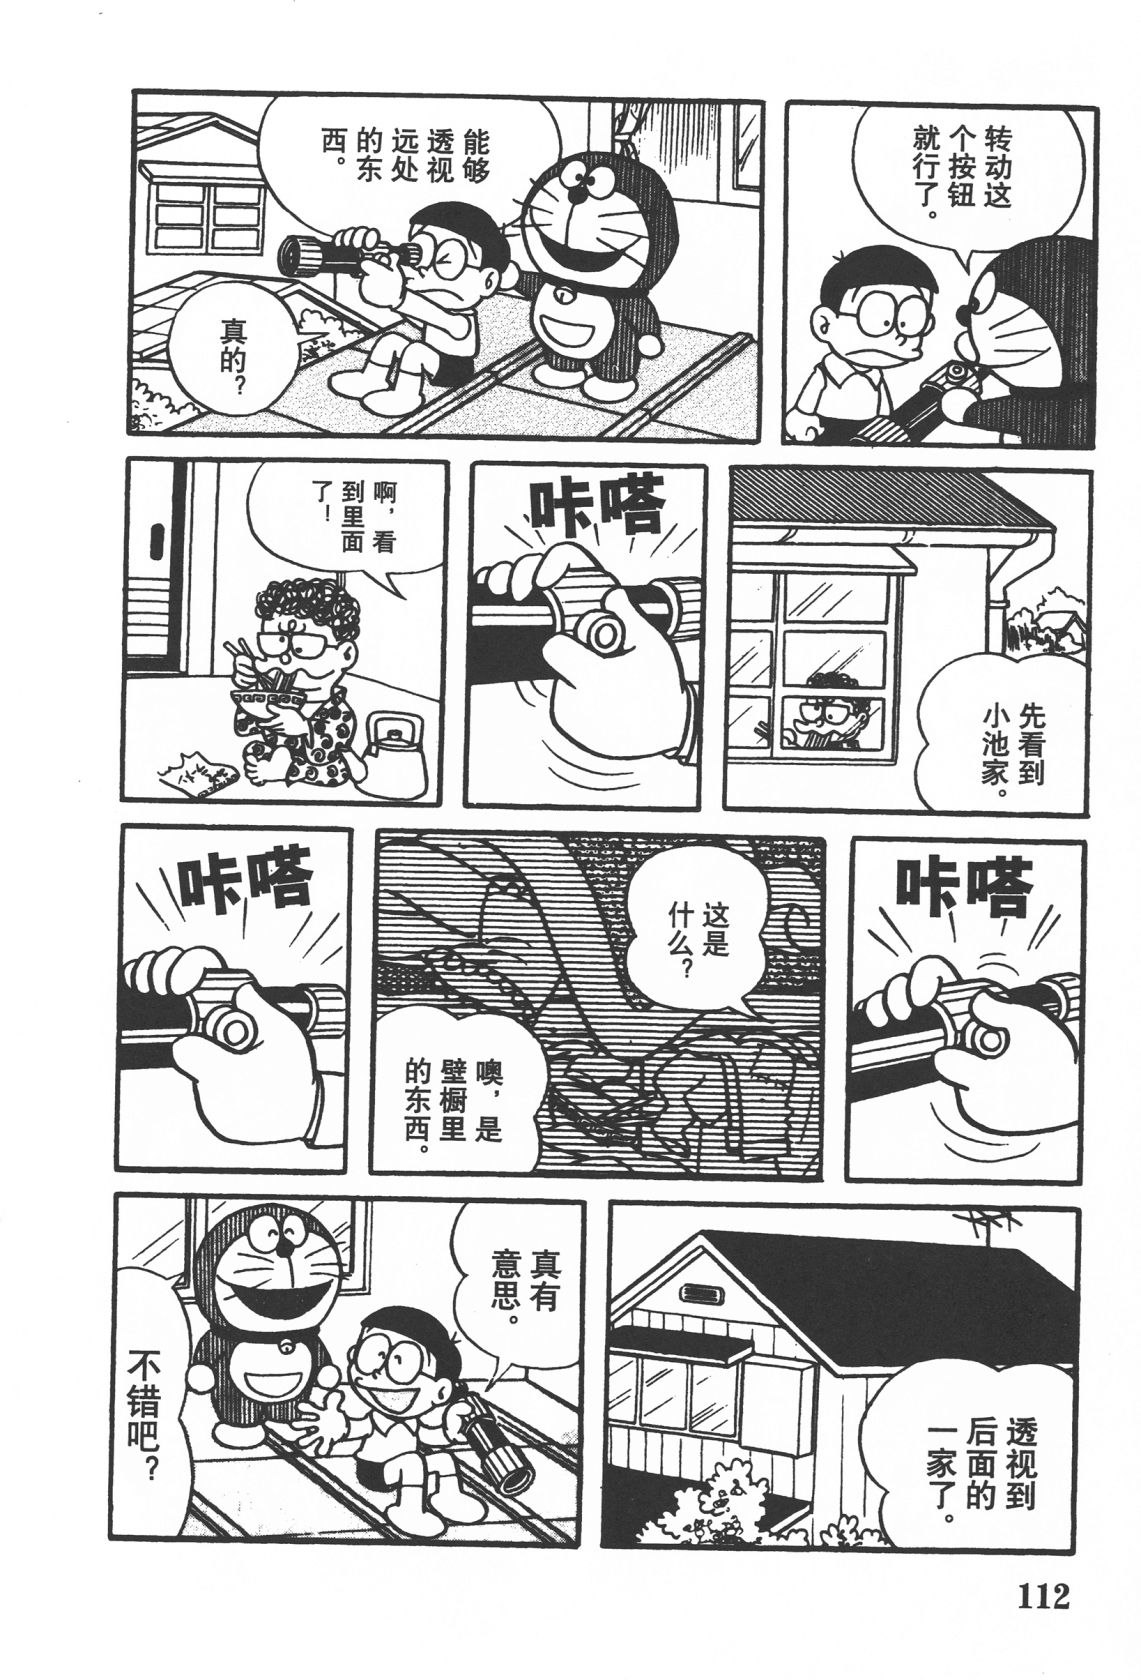 转动这
个按钮
就行了。
能够
透视
远处
的东
西。
真
的？
先看到
小池家。
咔嗒
啊，看
到里面
了！
咔嗒
这是
什么？
噢，是
壁橱里
的东西。
咔嗒
透视到
后面的
一家了。
真有
意思。
不错吧？
112